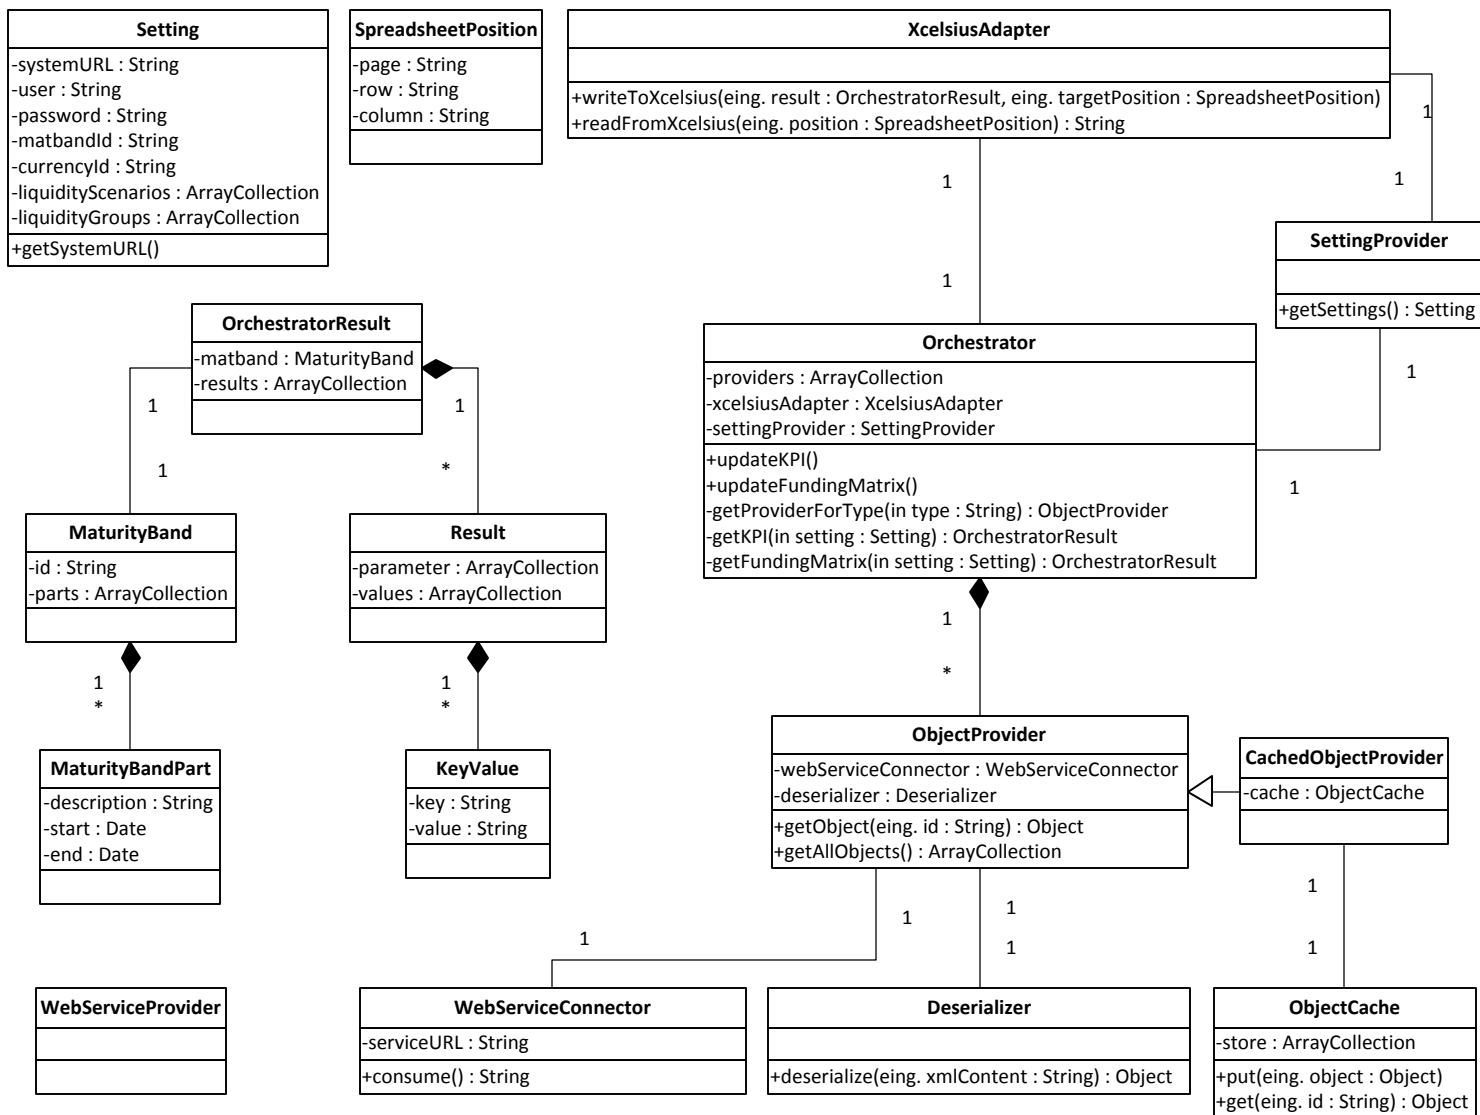 Setting
-systemURL : String
-user : String
-password : String
-matbandId : String
-currencyId : String
-liquidityScenarios : ArrayCollection
-liquidityGroups : ArrayCollection
+getSystemURL()
SpreadsheetPosition
-page : String
-row : String
-column : String
XcelsiusAdapter
+writeToXcelsius(eing. result : OrchestratorResult, eing. targetPosition : SpreadsheetPosition)
+readFromXcelsius(eing. position : SpreadsheetPosition) : String
1
1
1
1
SettingProvider
+getSettings() : Setting
1
1
OrchestratorResult
-matband : MaturityBand
-results : ArrayCollection
1
1
1
*
Orchestrator
-providers : ArrayCollection
-xcelsiusAdapter : XcelsiusAdapter
-settingProvider : SettingProvider
+updateKPI()
+updateFundingMatrix()
-getProviderForType(in type : String) : ObjectProvider
-getKPI(in setting : Setting) : OrchestratorResult
-getFundingMatrix(in setting : Setting) : OrchestratorResult
MaturityBand
-id : String
-parts : ArrayCollection
1
*
Result
-parameter : ArrayCollection
-values : ArrayCollection
1
*
1
*
MaturityBandPart
-description : String
-start : Date
-end : Date
KeyValue
-key : String
-value : String
ObjectProvider
-webServiceConnector : WebServiceConnector
-deserializer : Deserializer
+getObject(eing. id : String) : Object
+getAllObjects() : ArrayCollection
CachedObjectProvider
-cache : ObjectCache
1
1
1
1
1
1
WebServiceProvider
WebServiceConnector
-serviceURL : String
+consume() : String
Deserializer
+deserialize(eing. xmlContent : String) : Object
ObjectCache
-store : ArrayCollection
+put(eing. object : Object)
+get(eing. id : String) : Object